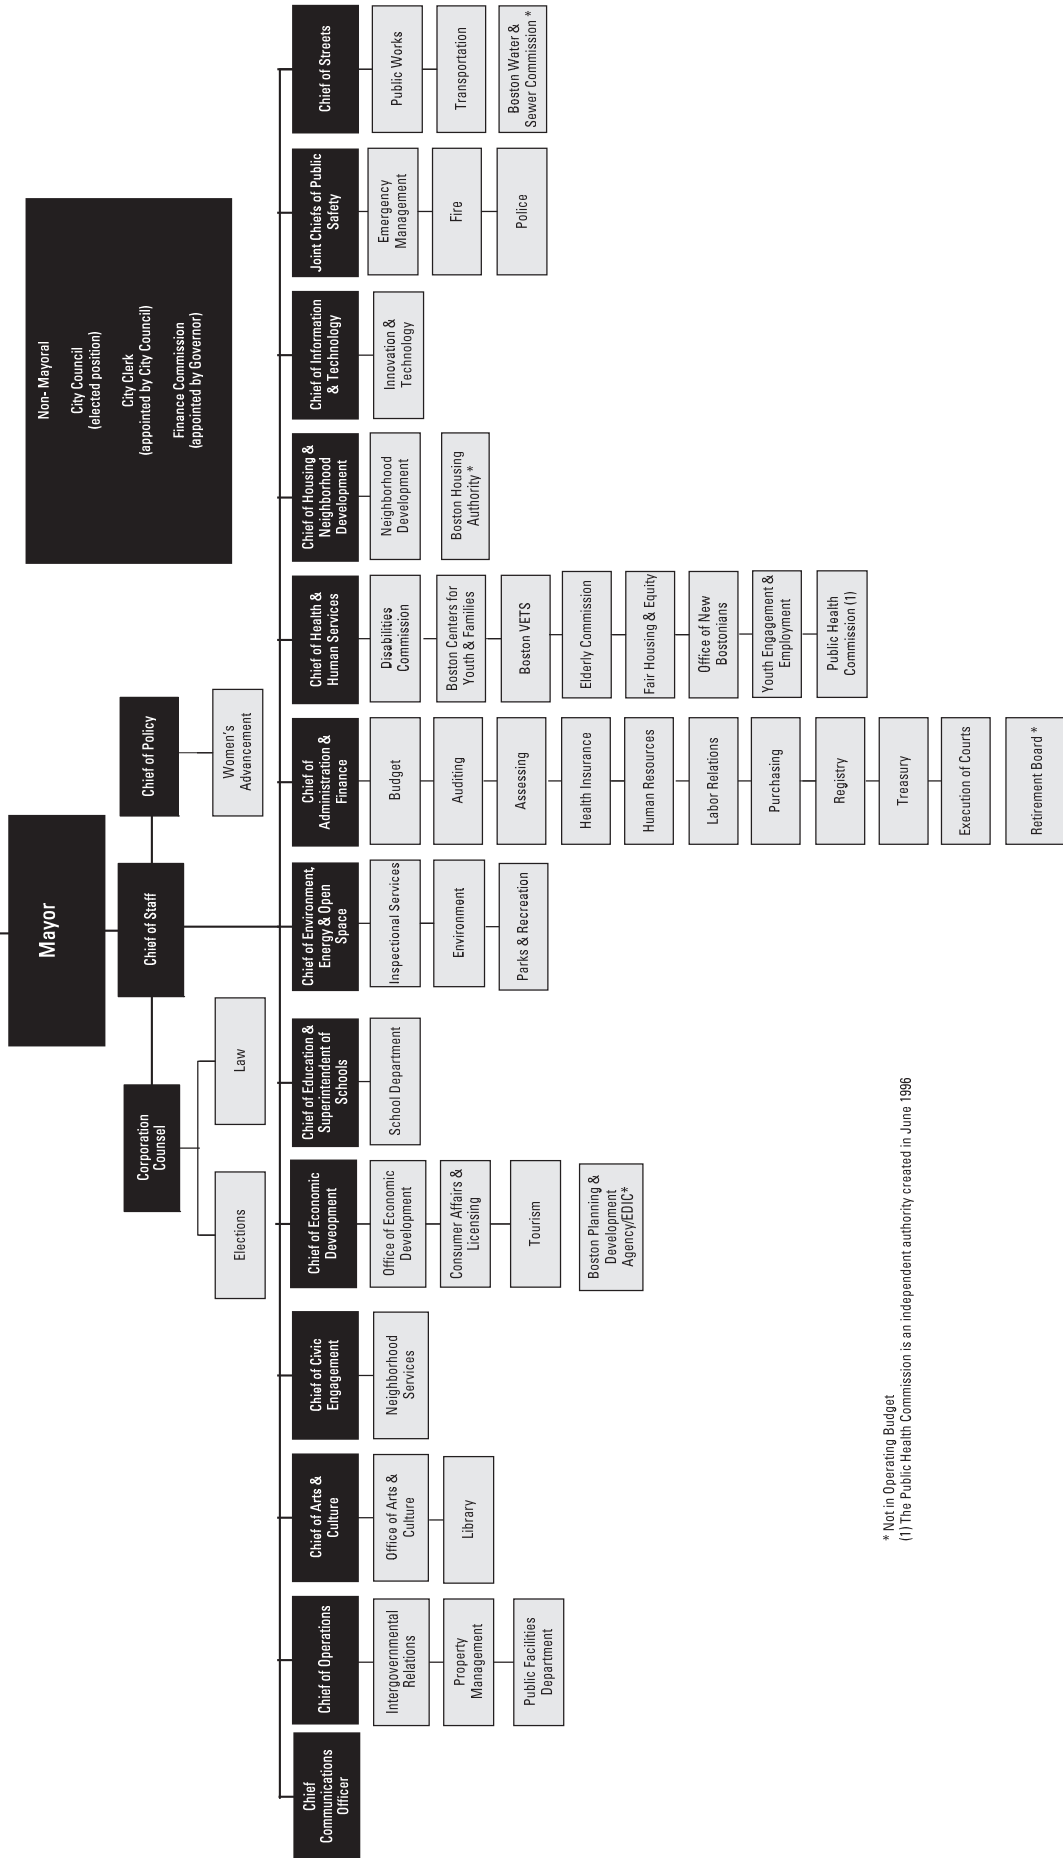 Mayor
Non- Mayoral
City Council
(elected position)
City Clerk
(appointed by City Council)
Finance Commission
(appointed by Governor)
Corporation
Counsel
Chief of Staff
Chief of Policy
Elections
Law
Women's
Advancement
Chief
Communications
Officer
Chief of Operations
Intergovernmental
Relations
Property
Management
Public Facilities
Department
Chief of Arts &
Culture
Office of Arts &
Culture
Library
Chief of Civic
Engagement
Neighborhood
Services
Chief of Economic
Deveopment
Office of Economic
Development
Consumer Affairs &
Licensing
Tourism
Boston Planning &
Development
Agency/EDIC*
Chief of Education &
Superintendent of
Schools
School Department
Chief of Environment,
Energy & Open
Space
Inspectional Services
Environment
Parks & Recreation
Chief of
Administration &
Finance
Budget
Auditing
Assessing
Health Insurance
Human Resources
Labor Relations
Purchasing
Registry
Treasury
Execution of Courts
Retirement Board *
Chief of Health &
Human Services
Disabilities
Commission
Boston Centers for
Youth & Families
Boston VETS
Elderly Commission
Fair Housing & Equity
Office of New
Bostonians
Youth Engagement &
Employment
Public Health
Commission (1)
Chief of Housing &
Neighborhood
Development
Neighborhood
Development
Boston Housing
Authority *
Chief of Information
& Technology
Innovation &
Technology
Joint Chiefs of Public
Safety
Emergency
Management
Fire
Police
Chief of Streets
Public Works
Transportation
Boston Water &
Sewer Commission *
* Not in Operating Budget
(1) The Public Health Commission is an independent authority created in June 1996